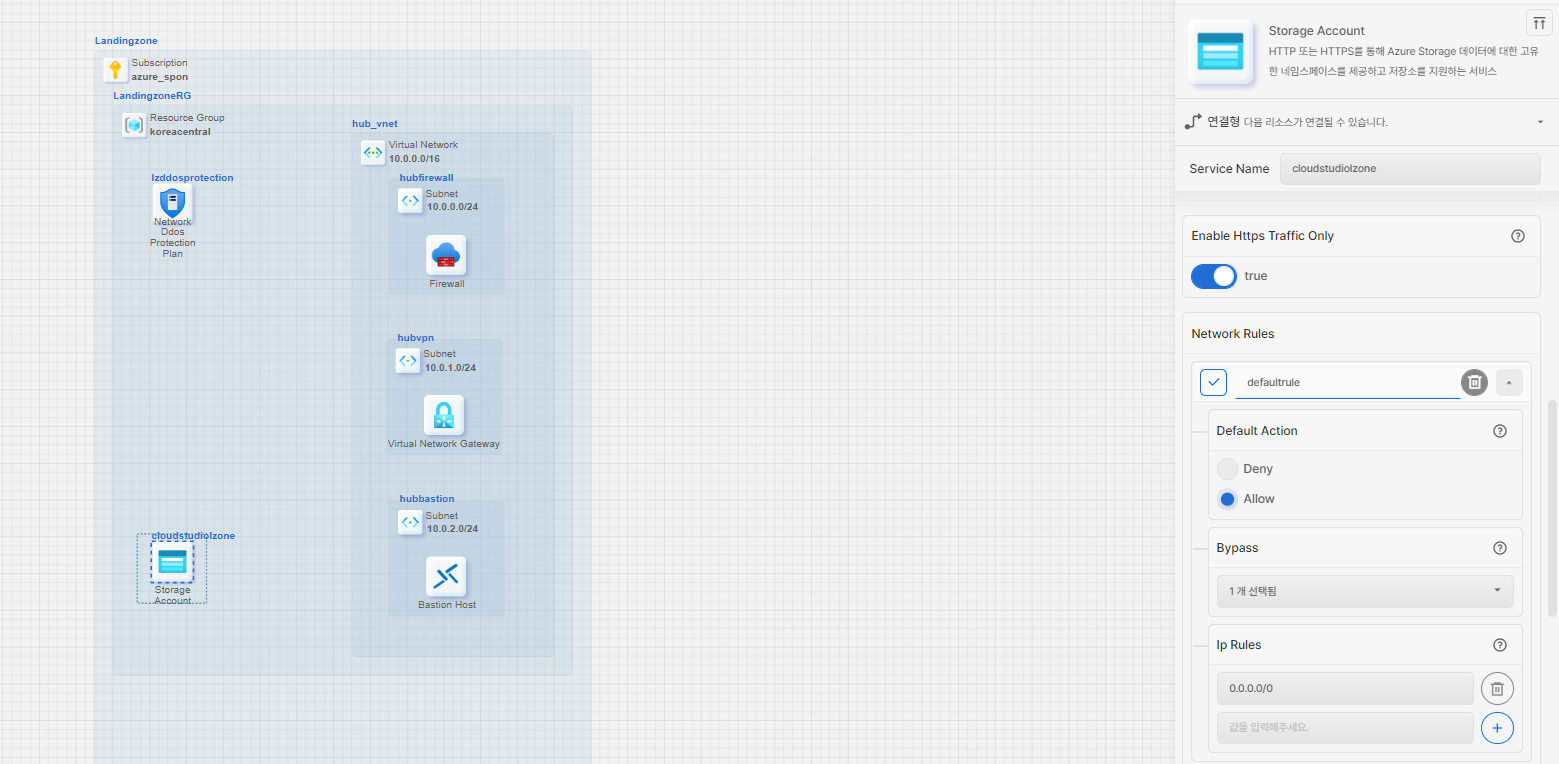 Landingzone
Subscription
azure_spon
LandingzoneRG
Resource Group
koreacentral
lzddosprotection
Network
Ddos
Protection
Plan
cloudstudiolzone
Storage
Account
hub_vnet
Virtual Network
10.0.0.0/16
hubfirewall
Subnet
10.0.0.0/24
Firewall
hubvpn
Subnet
10.0.1.0/24
Virtual Network Gateway
hubbastion
Subnet
10.0.2.0/24
Bastion Host
Storage Account
HTTP 또는 HTTPS를 통해 Azure Storage 데이터에 대한 고유
한 네임스페이스를 제공하고 저장소를 지원하는 서비스
연결형 다음 리소스가 연결될 수 있습니다.
Service Name cloudstudiolzone
Enable Https Traffic Only
true
Network Rules
defaultrule
Default Action
Deny
Allow
Bypass
1 개 선택됨
Ip Rules
0.0.0.0/0
값을 입력해주세요.